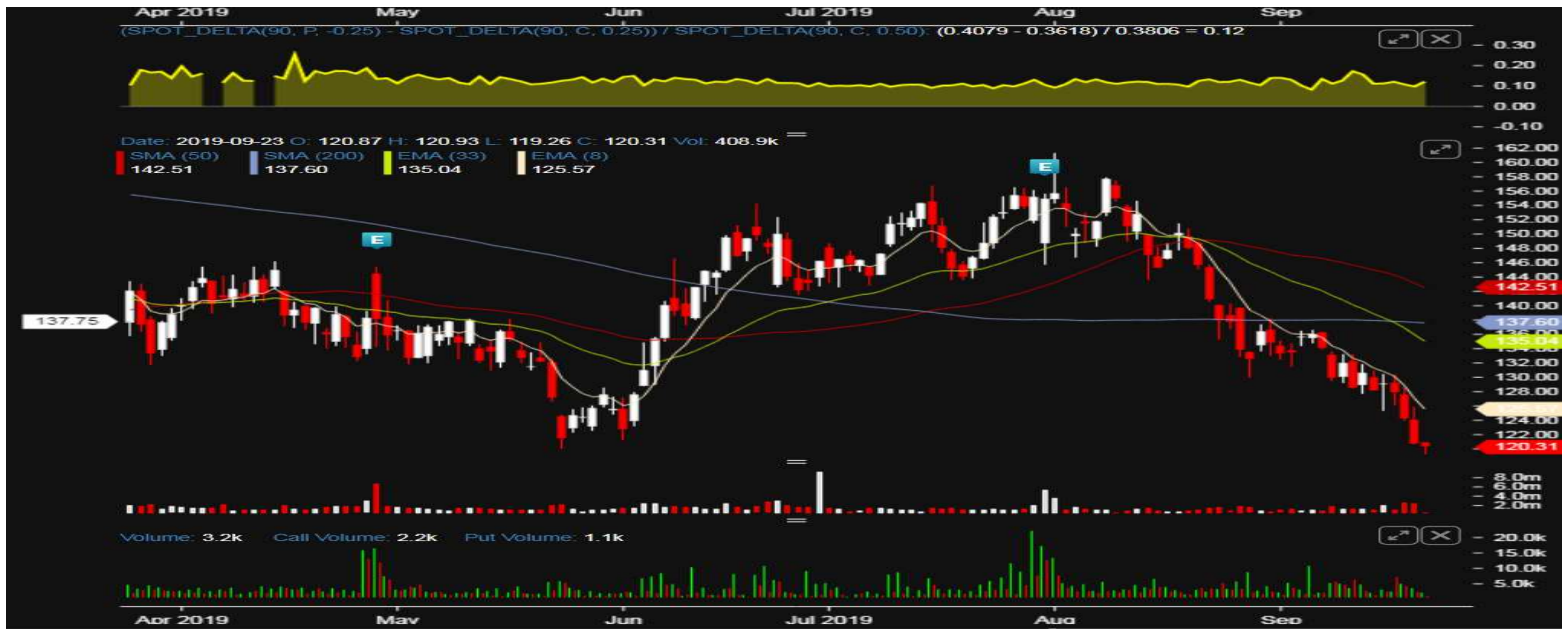 Apr 2019 May Jun Jul 2019 Aug Sep
(SPOT_DELTA(90, P, -0.25) - SPOT_DELTA(90, C, 0.25)) / SPOT_DELTA(90, C, 0.50): (0.4079 - 0.3618) / 0.3806 = 0.12
0.30
0.20
0.10
0.00
-0.10
Date: 2019-09-23 O: 120.87 H: 120.93 L: 119.26 C: 120.31 Vol: 408.9k
SMA (50) SMA (200) EMA (33) EMA (8)
142.51 137.60 135.04 125.57
162.00
160.00
158.00
156.00
154.00
152.00
150.00
148.00
146.00
144.00
142.51
140.00
137.60
135.04
132.00
130.00
128.00
124.00
122.00
120.31
E
E
137.75
8.0m
6.0m
4.0m
2.0m
Volume: 3.2k Call Volume: 2.2k Put Volume: 1.1k
20.0k
15.0k
10.0k
5.0k
Apr 2019 May Jun Jul 2019 Aug Sep